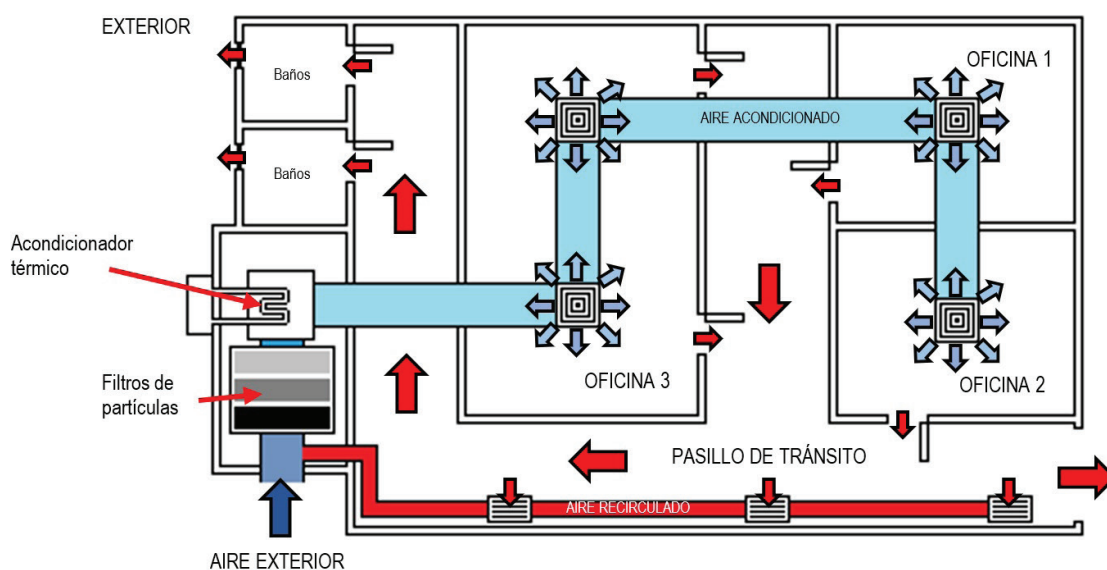 EXTERIOR
Baños
OFICINA 1
AIRE ACONDICIONADO
Baños
Acondicionador
térmico
Filtros de
partículas
OFICINA 3
OFICINA 2
PASILLO DE TRÁNSITO
AIRE RECIRCULADO
AIRE EXTERIOR